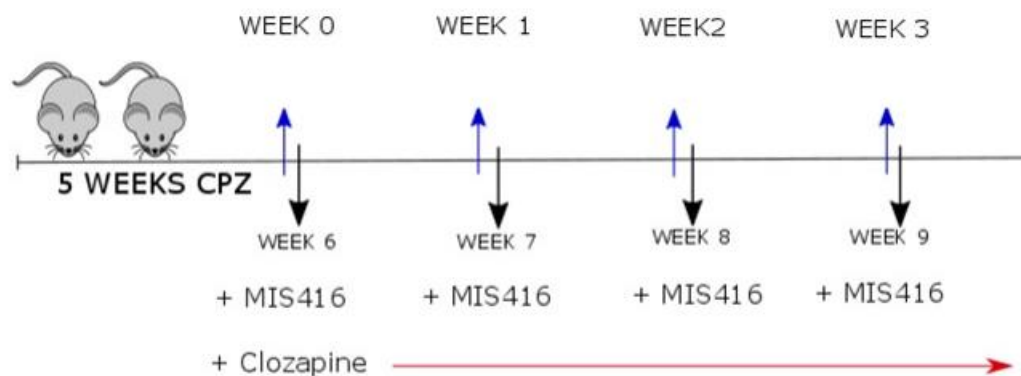 WEEK 0 WEEK 1 WEEK2 WEEK 3
5 WEEKS CPZ
WEEK 6 WEEK 7 WEEK 8 WEEK 9
+ MIS416 + MIS416 + MIS416 + MIS416
+ Clozapine